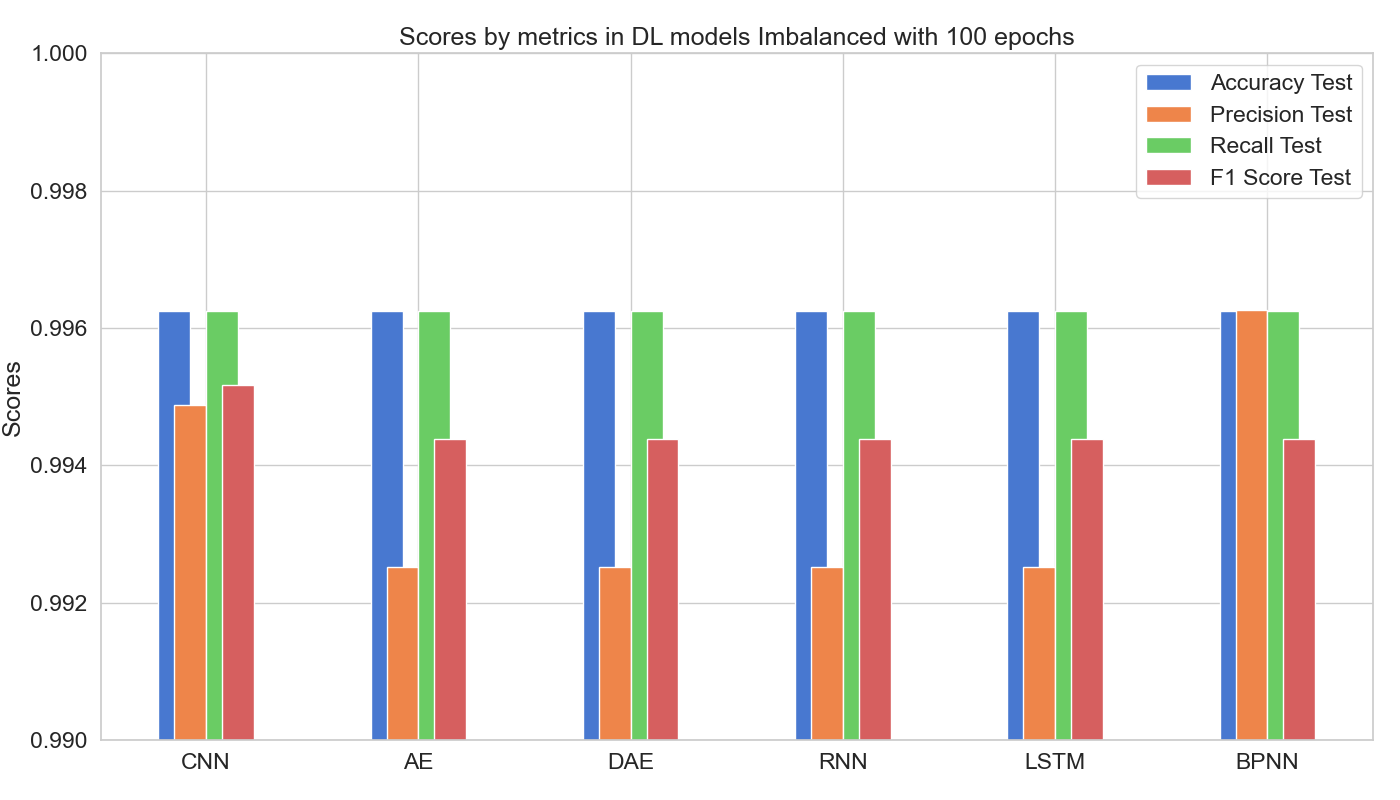 Scores by metrics in DL models Imbalanced with 100 epochs
1.000
0.998
0.996
0.994
0.992
0.990
Scores
Accuracy Test
Precision Test
Recall Test
F1 Score Test
CNN AE DAE RNN LSTM BPNN